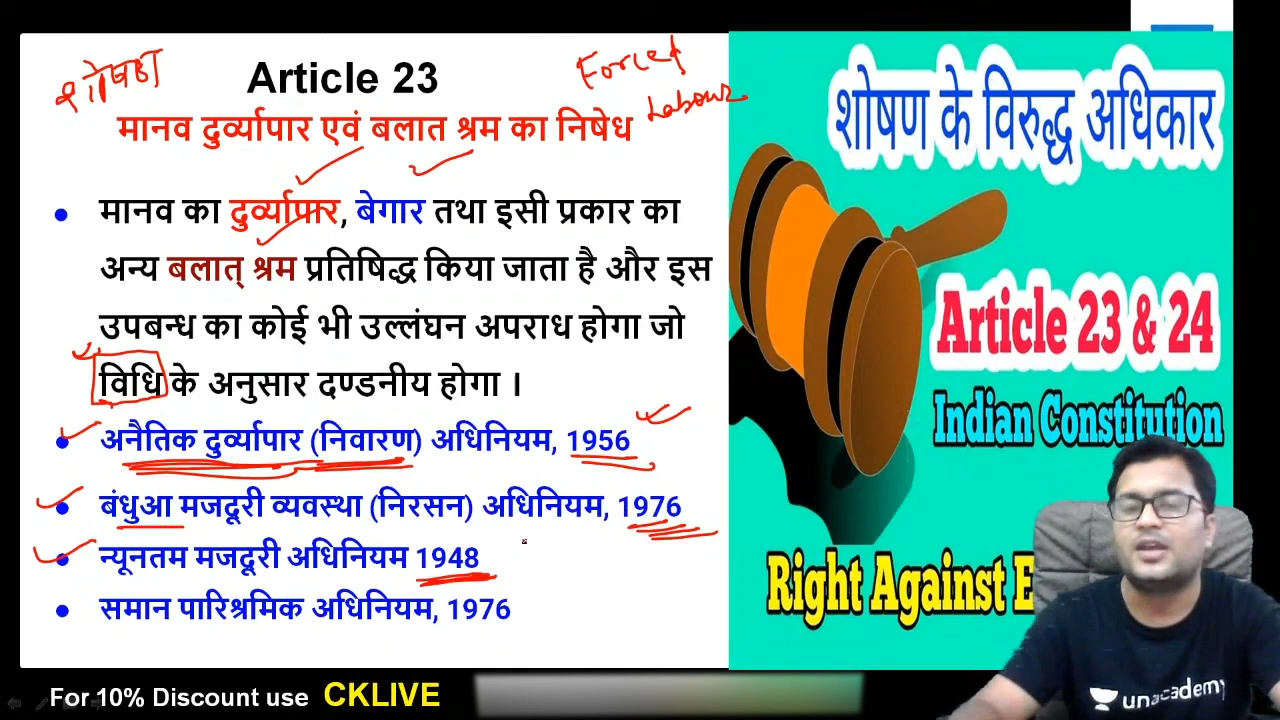 शोषण
Article 23
Forced
Labour
मानव दुर्व्यापार एवं बलात श्रम का निषेध
• मानव का दुर्व्यापार, बेगार तथा इसी प्रकार का
अन्य बलात् श्रम प्रतिषिद्ध किया जाता है और इस
उपबन्ध का कोई भी उल्लंघन अपराध होगा जो
विधि के अनुसार दण्डनीय होगा ।
• अनैतिक दुर्व्यापार (निवारण) अधिनियम, 1956
• बंधुआ मजदूरी व्यवस्था (निरसन) अधिनियम, 1976
• न्यूनतम मजदूरी अधिनियम 1948
• समान पारिश्रमिक अधिनियम, 1976
शोषण के विरुद्ध अधिकार
Article 23 & 24
Indian Constitution
Right Against E
unacademy
For 10% Discount use CKLIVE